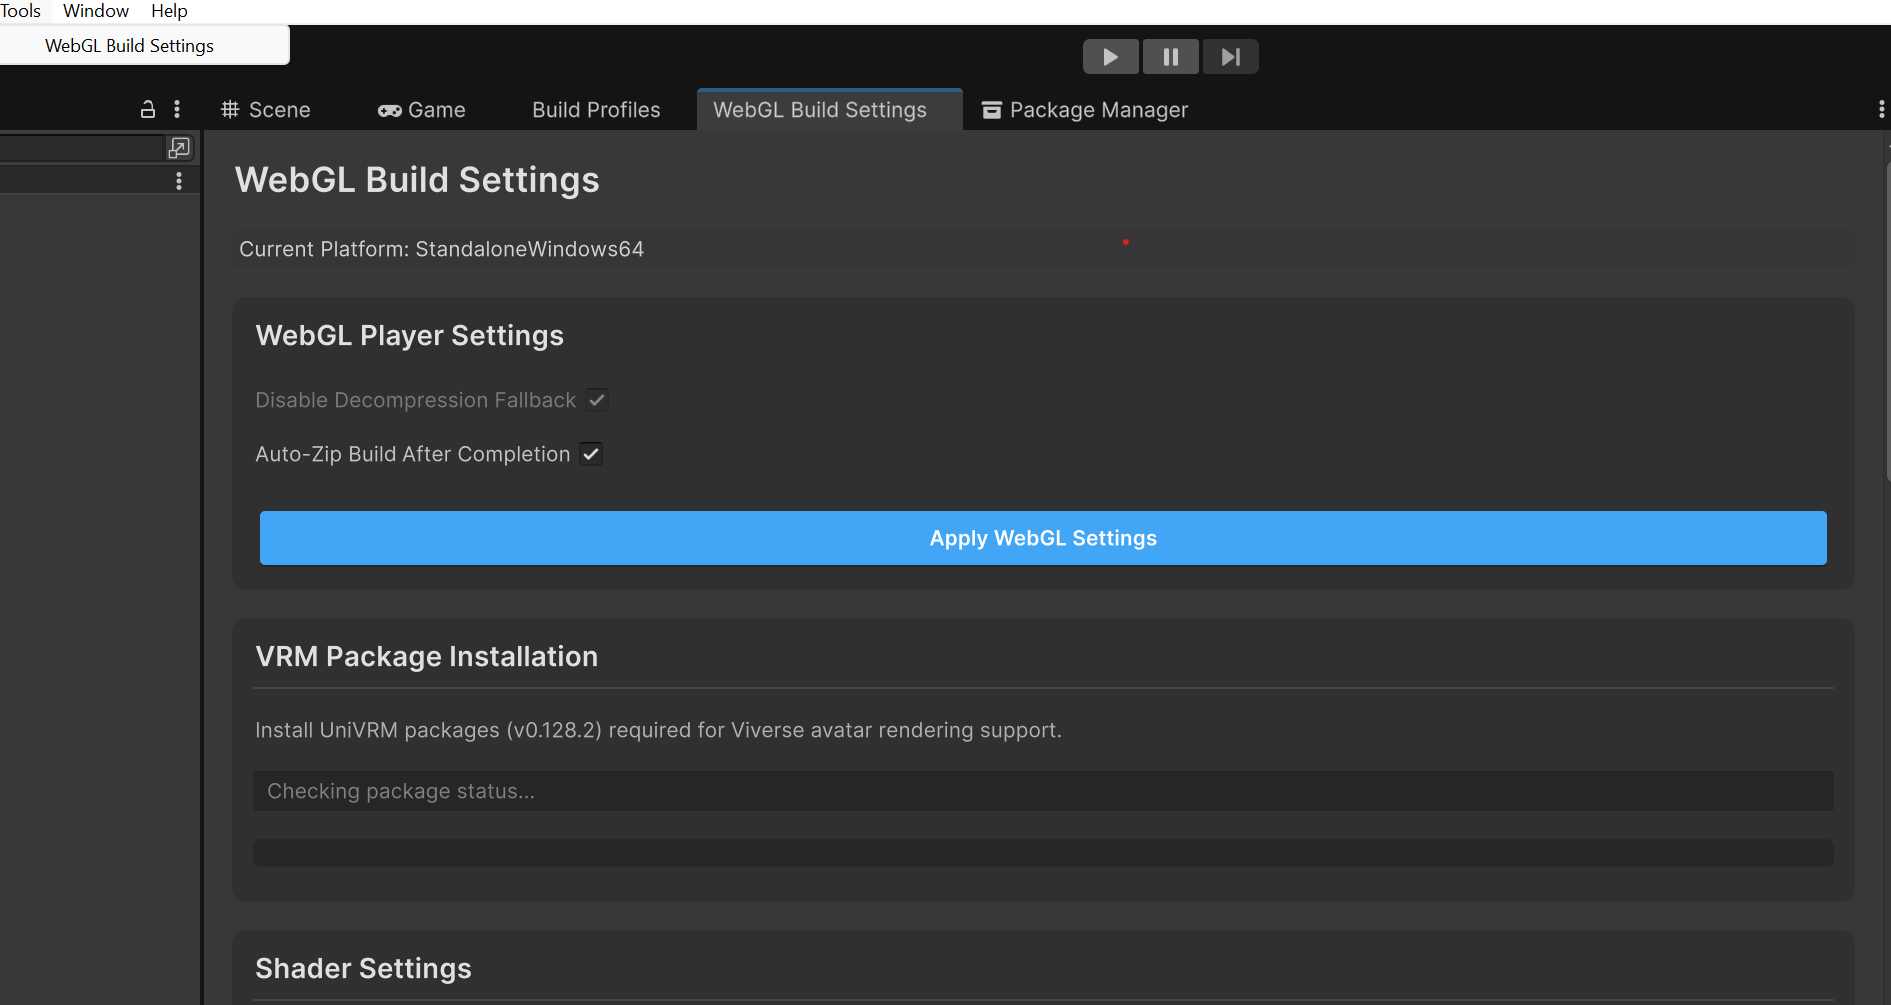 Tools Window Help
WebGL Build Settings
Scene Game Build Profiles WebGL Build Settings Package Manager
WebGL Build Settings
Current Platform: StandaloneWindows64
WebGL Player Settings
Disable Decompression Fallback
Auto-Zip Build After Completion
Apply WebGL Settings
VRM Package Installation
Install UniVRM packages (v0.128.2) required for Viverse avatar rendering support.
Checking package status...
Shader Settings